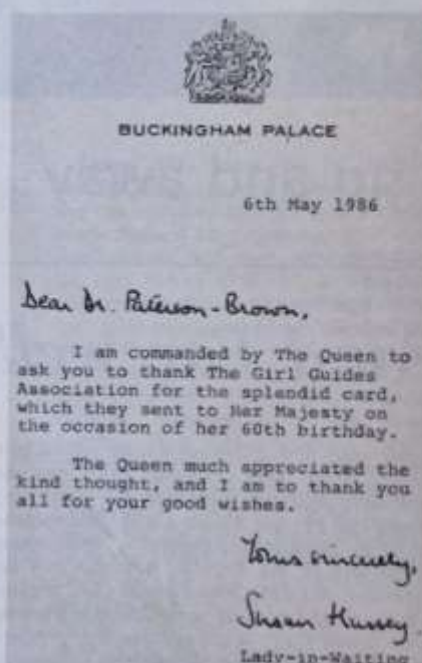 BUCKINGHAM PALACE
6th May 1986
Dear Dr. Paterson-Brown,
I am commanded by The Queen to
ask you to thank The Girl Guides
Association for the splendid card,
which they sent to Her Majesty on
the occasion of her 60th birthday.
The Queen much appreciated the
kind thought, and I am to thank you
all for your good wishes.
Yours sincerely,
Susan Hussey.
Lady-in-Waiting